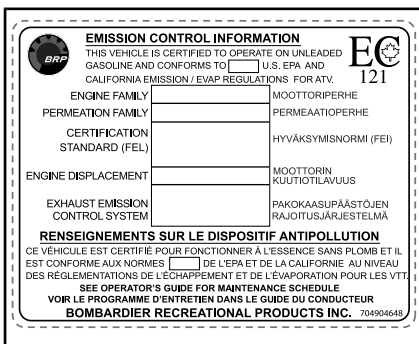 BRP
EMISSION CONTROL INFORMATION
THIS VEHICLE IS CERTIFIED TO OPERATE ON UNLEADED
GASOLINE AND CONFORMS TO U.S. EPA AND
CALIFORNIA EMISSION / EVAP REGULATIONS FOR ATV.
EC
121
ENGINE FAMILY MOOTTORIPERHE
PERMEATION FAMILY PERMEAATIOPERHE
CERTIFICATION
STANDARD (FEL) HYVÄKSYMISNORMI (FEI)
ENGINE DISPLACEMENT MOOTTORIN
KUUTIOTILAVUUS
EXHAUST EMISSION PAKOKAASUPÄÄSTÖJEN
CONTROL SYSTEM RAJOITUSJÄRJESTELMÄ
RENSEIGNEMENTS SUR LE DISPOSITIF ANTIPOLLUTION
CE VÉHICULE EST CERTIFIÉ POUR FONCTIONNER À L'ESSENCE SANS PLOMB ET IL
EST CONFORME AUX NORMES DE L'EPA ET DE LA CALIFORNIE AU NIVEAU
DES RÉGLEMENTATIONS DE L'ÉCHAPPEMENT ET DE L'ÉVAPORATION POUR LES VTT.
SEE OPERATOR'S GUIDE FOR MAINTENANCE SCHEDULE
VOIR LE PROGRAMME D'ENTRETIEN DANS LE GUIDE DU CONDUCTEUR
BOMBARDIER RECREATIONAL PRODUCTS INC. 704904648